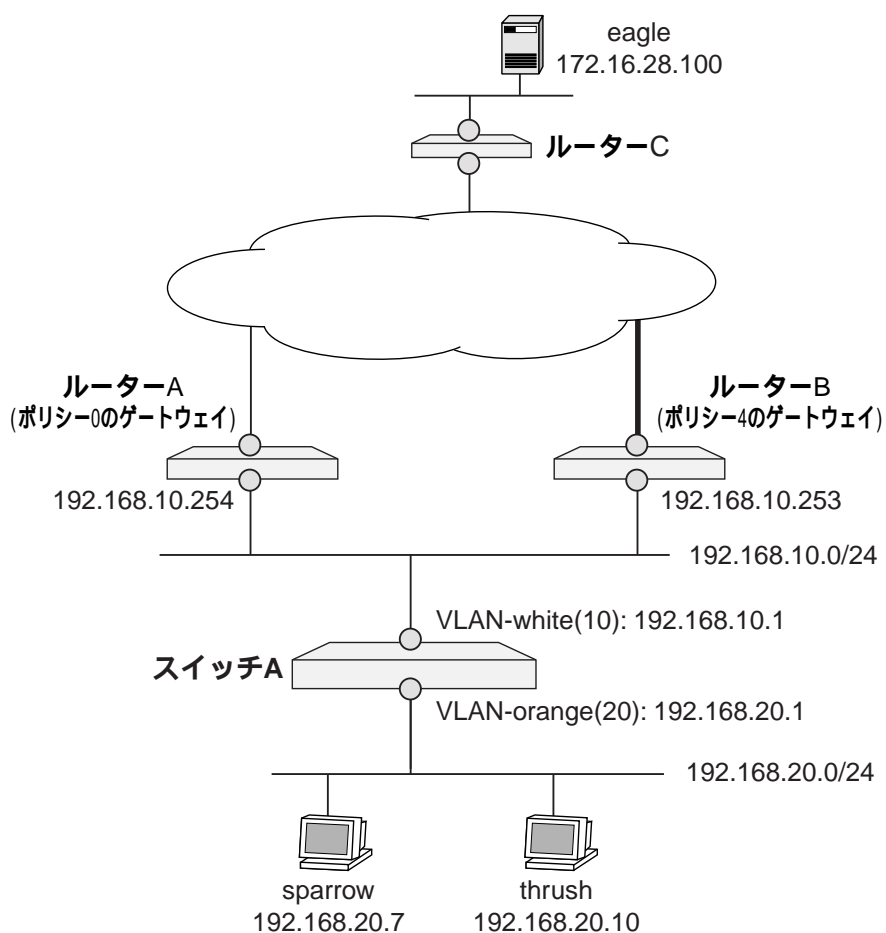 eagle
172.16.28.100
ルーターC
ルーターA
(ポリシー0のゲートウェイ)
ルーターB
(ポリシー4のゲートウェイ)
192.168.10.254
192.168.10.253
192.168.10.0/24
VLAN-white(10): 192.168.10.1
スイッチA
VLAN-orange(20): 192.168.20.1
192.168.20.0/24
sparrow
192.168.20.7
thrush
192.168.20.10